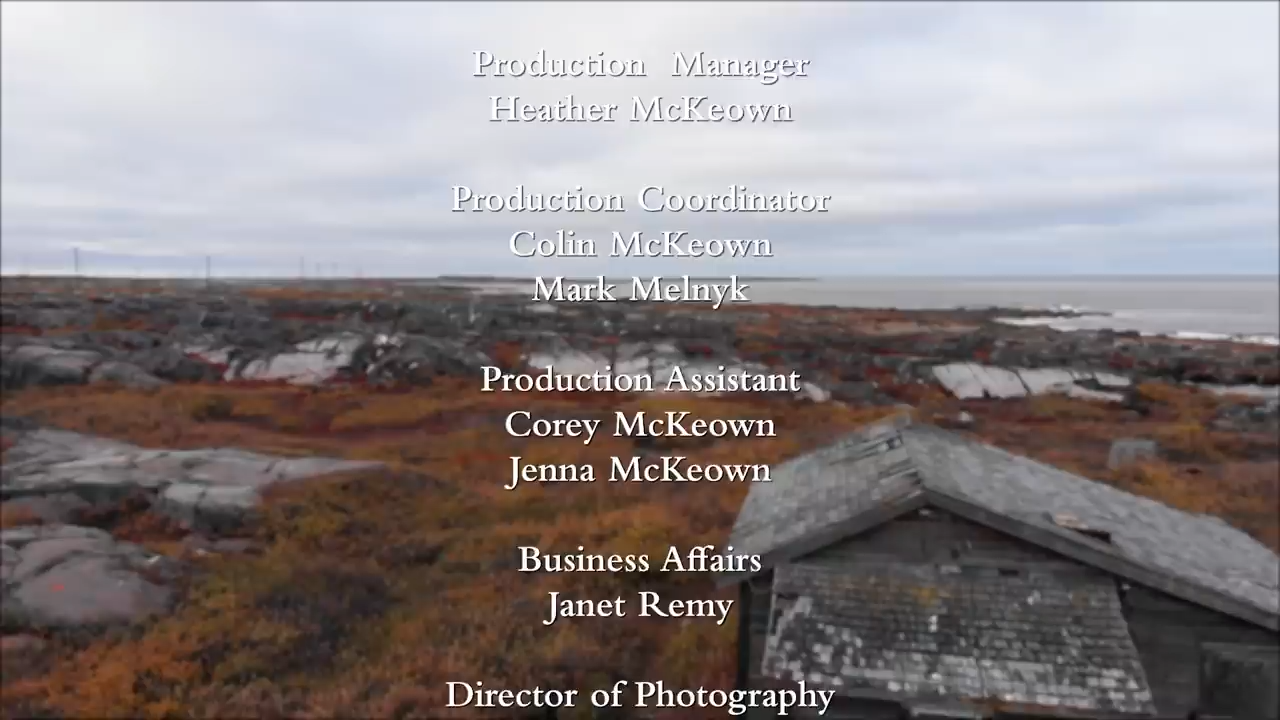 Production Manager
Heather McKeown
Production Coordinator
Colin McKeown
Mark Melnyk
Production Assistant
Corey McKeown
Jenna McKeown
Business Affairs
Janet Remy
Director of Photography